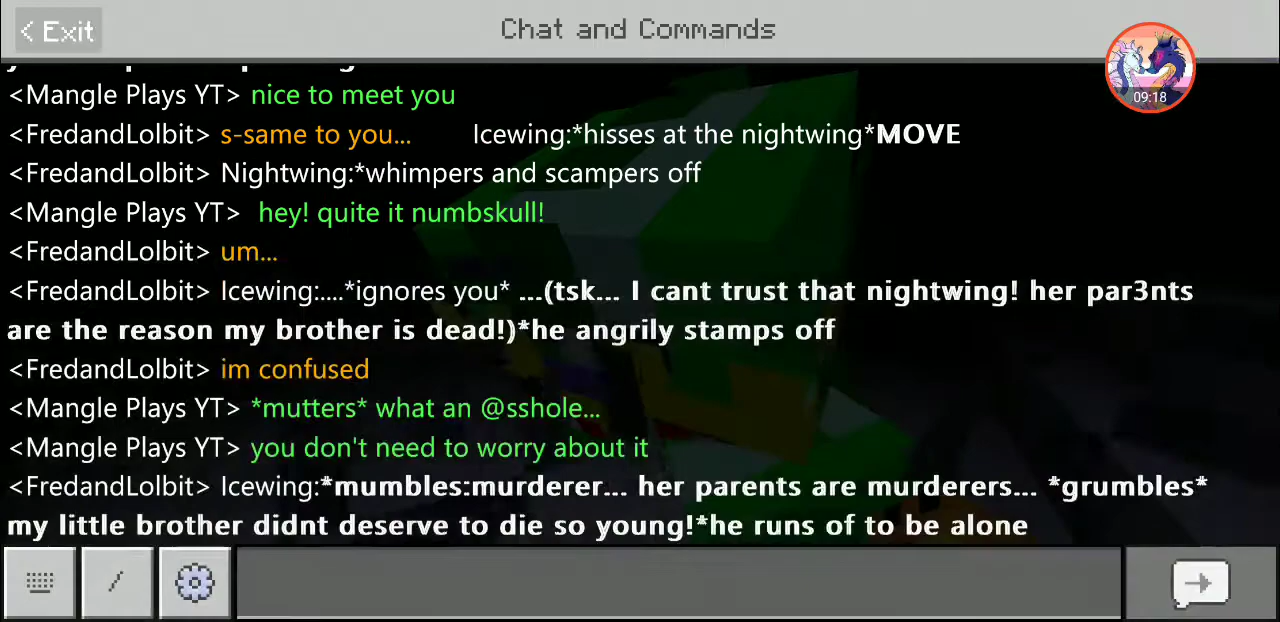 < Exit
Chat and Commands
09:18
<Mangle Plays YT> nice to meet you
<FredandLolbit> s-same to you... Icewing:*hisses at the nightwing*MOVE
<FredandLolbit> Nightwing:*whimpers and scampers off
<Mangle Plays YT> hey! quite it numbskull!
<FredandLolbit> um...
<FredandLolbit> Icewing:....*ignores you* ...(tsk... I cant trust that nightwing! her par3nts
are the reason my brother is dead!)*he angrily stamps off
<FredandLolbit> im confused
<Mangle Plays YT> *mutters* what an @sshole...
<Mangle Plays YT> you don't need to worry about it
<FredandLolbit> Icewing:*mumbles:murderer... her parents are murderers... *grumbles*
my little brother didnt deserve to die so young!*he runs of to be alone
/